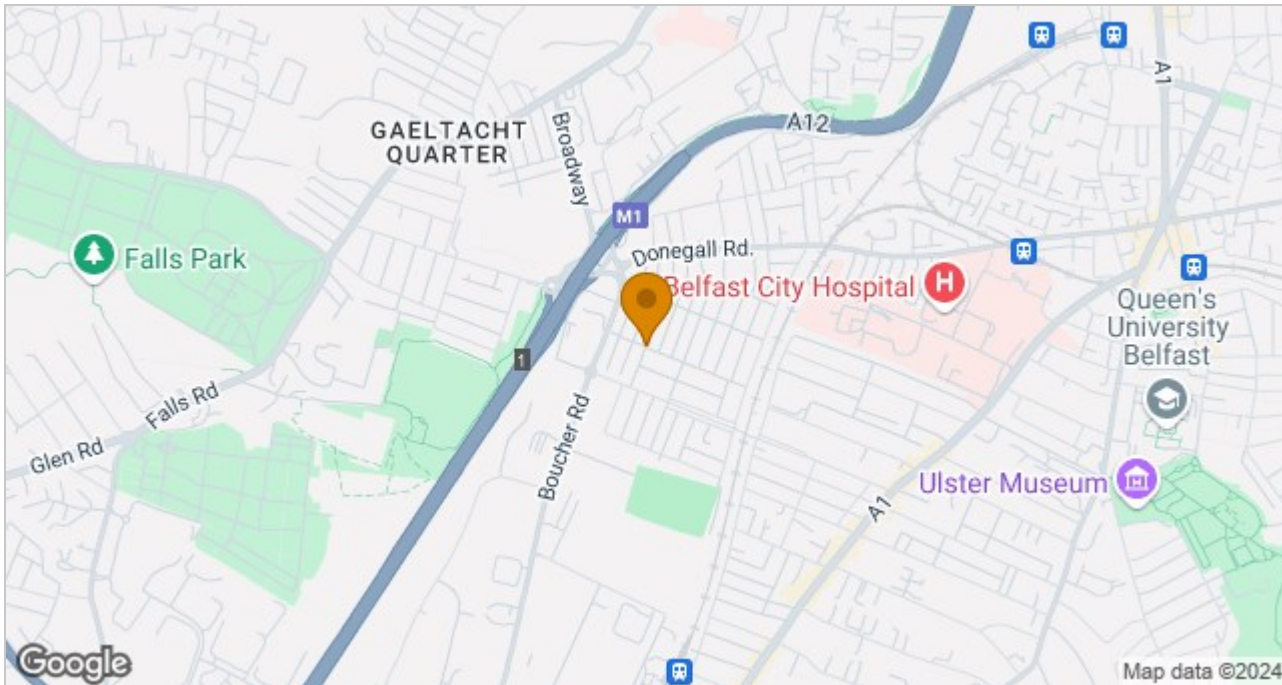 A1
A12
Broadway
GAELTACHT
QUARTER
M1
Donegall Rd.
Falls Park
Belfast City Hospital
H
Queen's
University
Belfast
1
Falls Rd
Glen Rd
Boucher Rd
Ulster Museum
A1
Google
Map data ©2024